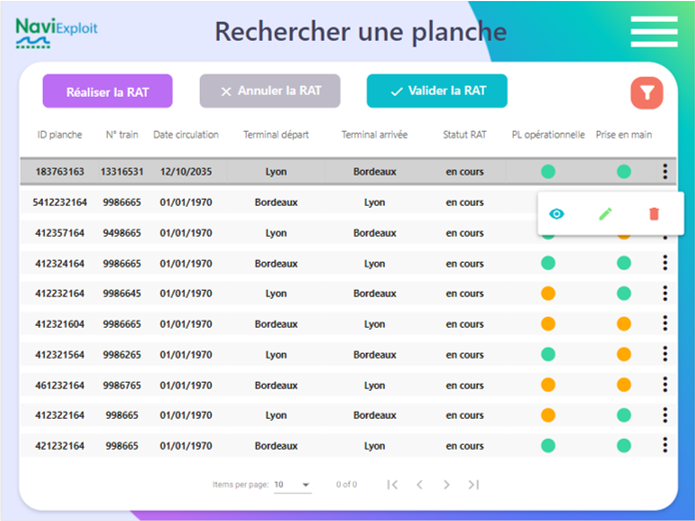 NaviExploit
Rechercher une planche
Réaliser la RAT
Annuler la RAT
Valider la RAT
ID planche N° train Date circulation Terminal départ Terminal arrivée Statut RAT PL opérationnelle Prise en main
183763163 13316531 12/10/2035 Lyon Bordeaux en cours
5412232164 9986665 01/01/1970 Bordeaux Lyon en cours
412357164 9498665 01/01/1970 Lyon Bordeaux en cours
412324164 9986665 01/01/1970 Bordeaux Lyon en cours
412232164 9986645 01/01/1970 Lyon Bordeaux en cours
412321604 9986665 01/01/1970 Bordeaux Lyon en cours
412321564 9986265 01/01/1970 Lyon Bordeaux en cours
461232164 9986765 01/01/1970 Bordeaux Lyon en cours
412322164 998665 01/01/1970 Lyon Bordeaux en cours
421232164 998665 01/01/1970 Bordeaux Lyon en cours
Items per page: 10 0 of 0